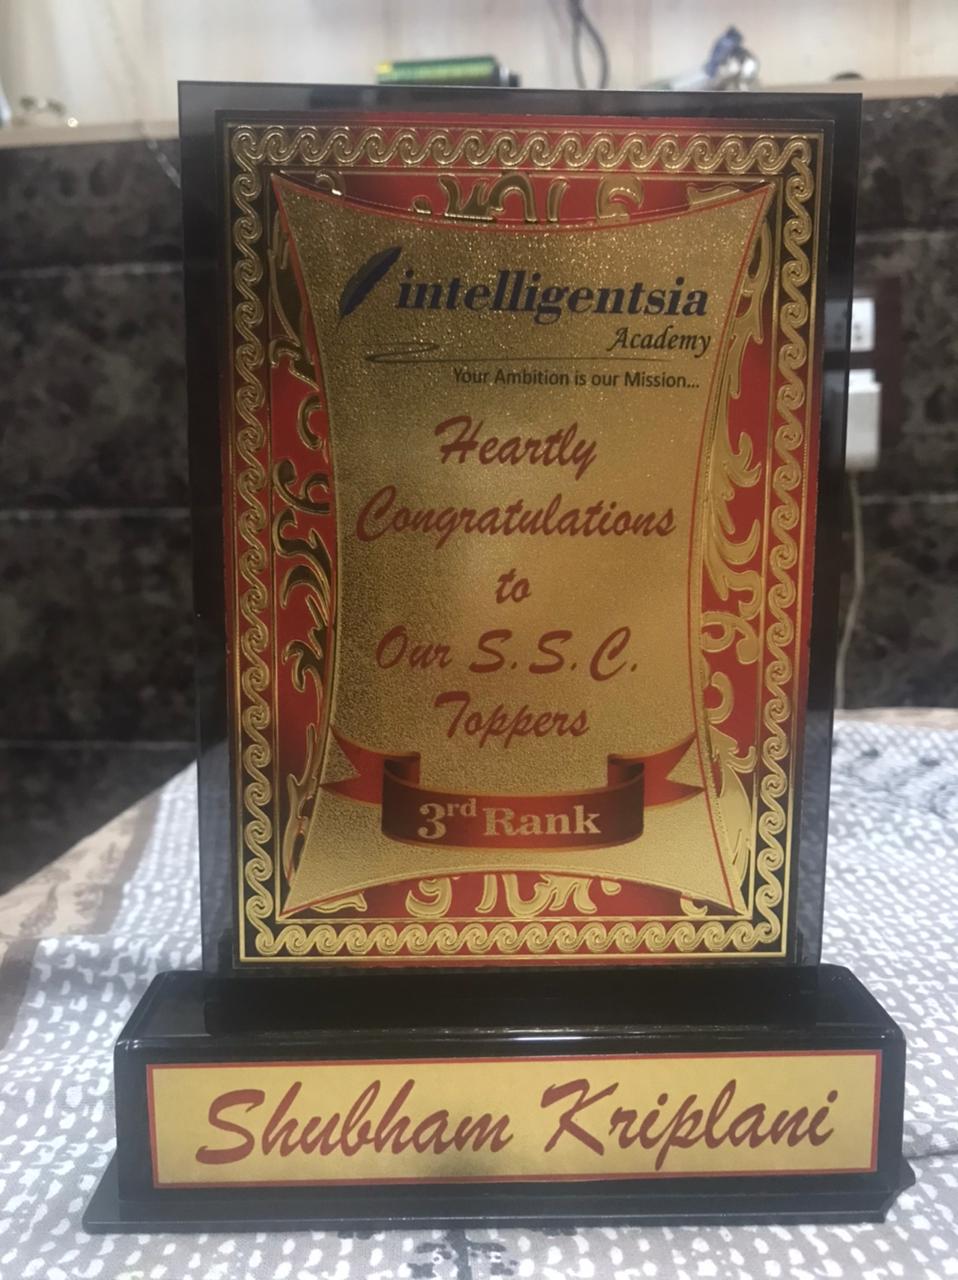 intelligentsia
Academy
Your Ambition is our Mission...
Heartly
Congratulations
to
Our S.S.C.
Toppers
3rd Rank
Shubham Kriplani